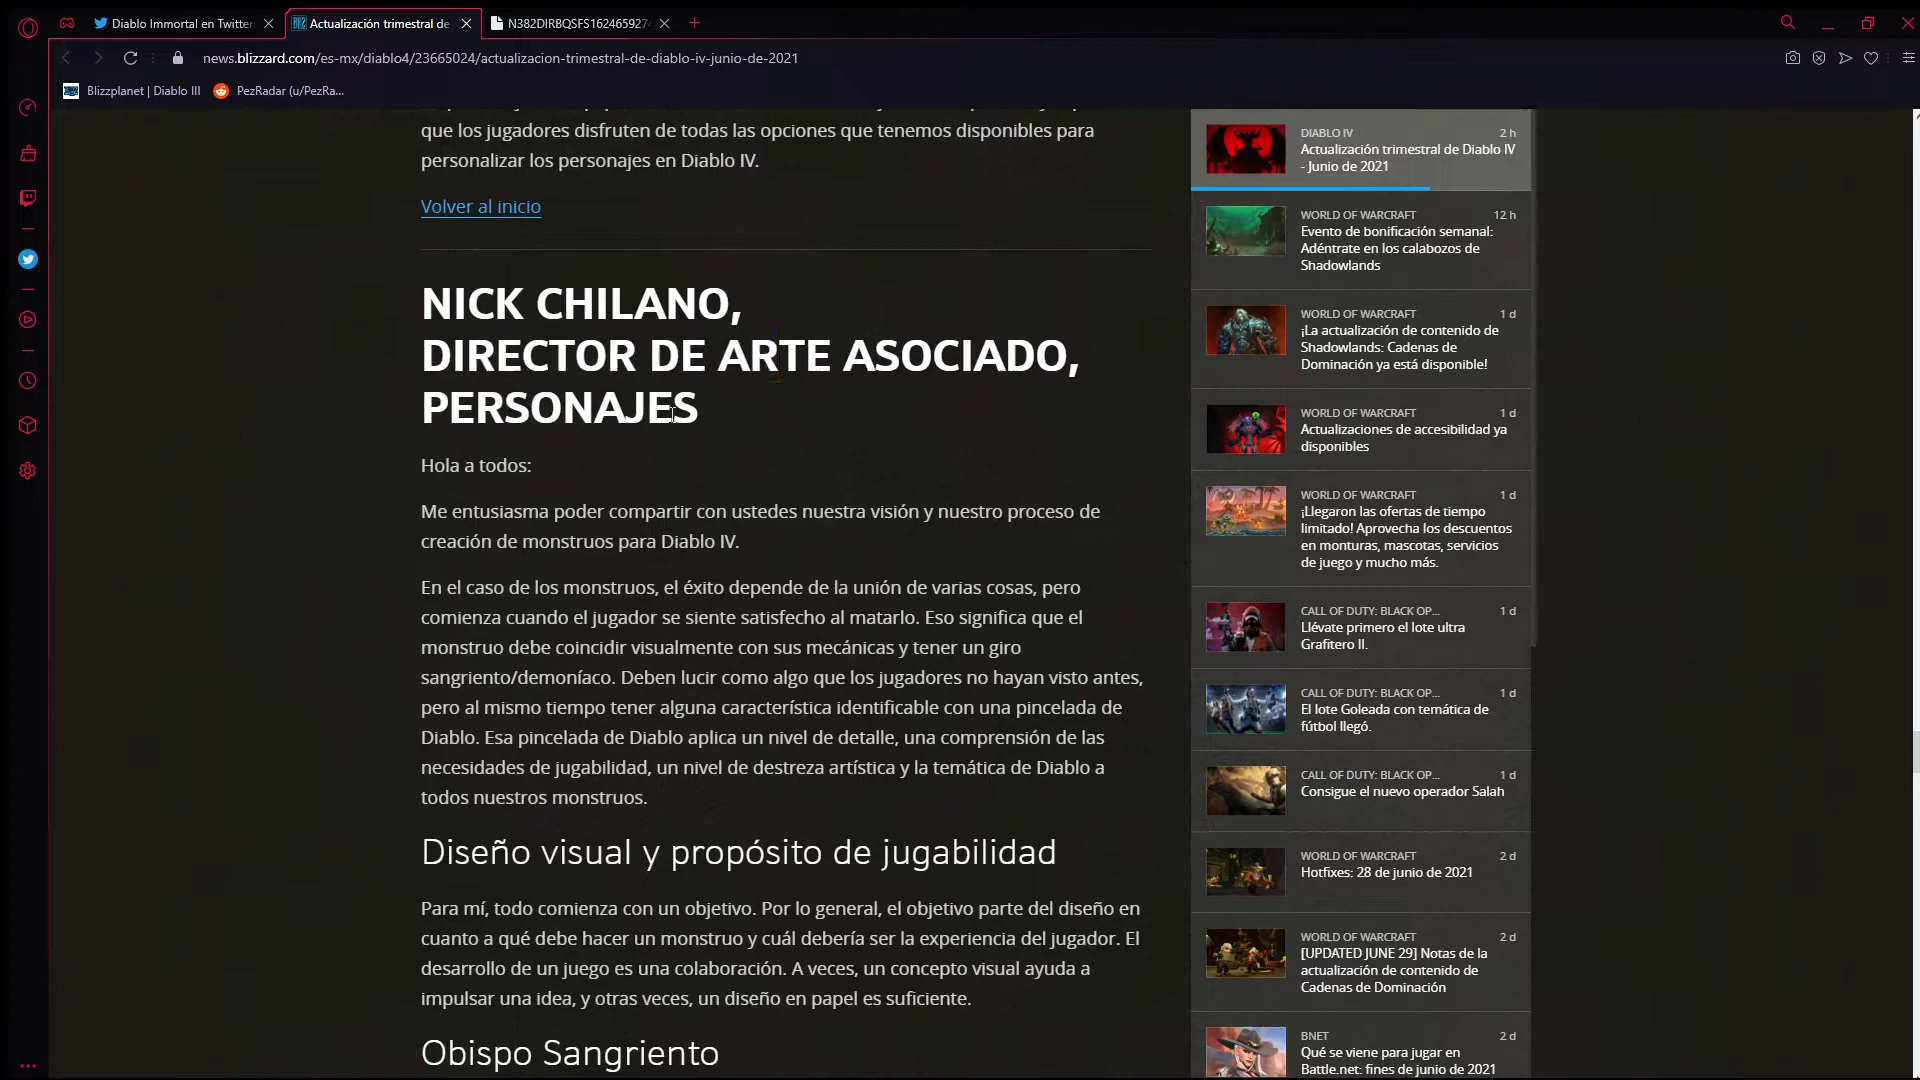 Diablo Immortal en Twitter
Actualización trimestral de
N382DIRBQSFS1624659274
news.blizzard.com/es-mx/diablo4/23665024/actualizacion-trimestral-de-diablo-iv-junio-de-2021
Blizzplanet | Diablo III
PezRadar (u/PezRa...
que los jugadores disfruten de todas las opciones que tenemos disponibles para
personalizar los personajes en Diablo IV.
Volver al inicio
NICK CHILANO,
DIRECTOR DE ARTE ASOCIADO,
PERSONAJES
Hola a todos:
Me entusiasma poder compartir con ustedes nuestra visión y nuestro proceso de
creación de monstruos para Diablo IV.
En el caso de los monstruos, el éxito depende de la unión de varias cosas, pero
comienza cuando el jugador se siente satisfecho al matarlo. Eso significa que el
monstruo debe coincidir visualmente con sus mecánicas y tener un giro
sangriento/demoníaco. Deben lucir como algo que los jugadores no hayan visto antes,
pero al mismo tiempo tener alguna característica identificable con una pincelada de
Diablo. Esa pincelada de Diablo aplica un nivel de detalle, una comprensión de las
necesidades de jugabilidad, un nivel de destreza artística y la temática de Diablo a
todos nuestros monstruos.
Diseño visual y propósito de jugabilidad
Para mí, todo comienza con un objetivo. Por lo general, el objetivo parte del diseño en
cuanto a qué debe hacer un monstruo y cuál debería ser la experiencia del jugador. El
desarrollo de un juego es una colaboración. A veces, un concepto visual ayuda a
impulsar una idea, y otras veces, un diseño en papel es suficiente.
Obispo Sangriento
DIABLO IV 2 h
Actualización trimestral de Diablo IV
- Junio de 2021
WORLD OF WARCRAFT 12 h
Evento de bonificación semanal:
Adéntrate en los calabozos de
Shadowlands
WORLD OF WARCRAFT 1 d
¡La actualización de contenido de
Shadowlands: Cadenas de
Dominación ya está disponible!
WORLD OF WARCRAFT 1 d
Actualizaciones de accesibilidad ya
disponibles
WORLD OF WARCRAFT 1 d
¡Llegaron las ofertas de tiempo
limitado! Aprovecha los descuentos
en monturas, mascotas, servicios
de juego y mucho más.
CALL OF DUTY: BLACK OP... 1 d
Llévate primero el lote ultra
Grafitero II.
CALL OF DUTY: BLACK OP... 1 d
El lote Goleada con temática de
fútbol llegó.
CALL OF DUTY: BLACK OP... 1 d
Consigue el nuevo operador Salah
WORLD OF WARCRAFT 2 d
Hotfixes: 28 de junio de 2021
WORLD OF WARCRAFT 2 d
[UPDATED JUNE 29] Notas de la
actualización de contenido de
Cadenas de Dominación
BNET 2 d
Qué se viene para jugar en
Battle.net: fines de junio de 2021